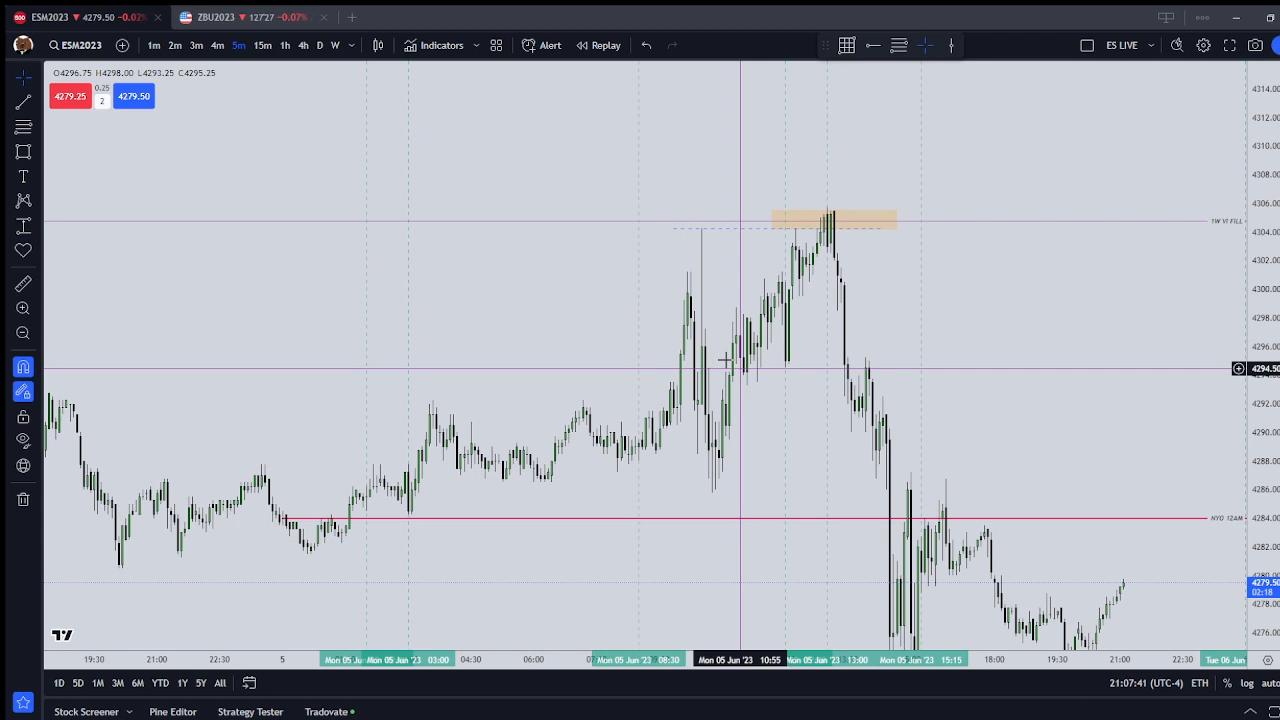 ESM2023 4279.50 -0.02%
ZBU2023 127'27 -0.07%
ESM2023 1m 2m 3m 4m 5m 15m 1h 4h D W Indicators Alert Replay ES LIVE
O4296.75 H4298.00 L4293.25 C4295.25
4279.25 0.25 2 4279.50
4314.00
4312.00
4310.00
4308.00
4306.00
1W VI FILL
4304.00
4302.00
4300.00
4298.00
4296.00
4294.50
4292.00
4290.00
4288.00
4286.00
4284.00
NYO 12AM
4282.00
4279.50
02:18
4278.00
4276.00
19:30 21:00 22:30 5 Mon 05 Jun Mon 05 Jun '23 03:00 04:30 06:00 Mon 05 Jun '23 08:30 Mon 05 Jun '23 10:55 Mon 05 Jun '23 13:00 Mon 05 Jun '23 15:15 18:00 19:30 21:00 22:30 Tue 06 Jun
1D 5D 1M 3M 6M YTD 1Y 5Y All 21:07:41 (UTC-4) ETH % log auto
Stock Screener Pine Editor Strategy Tester Tradovate